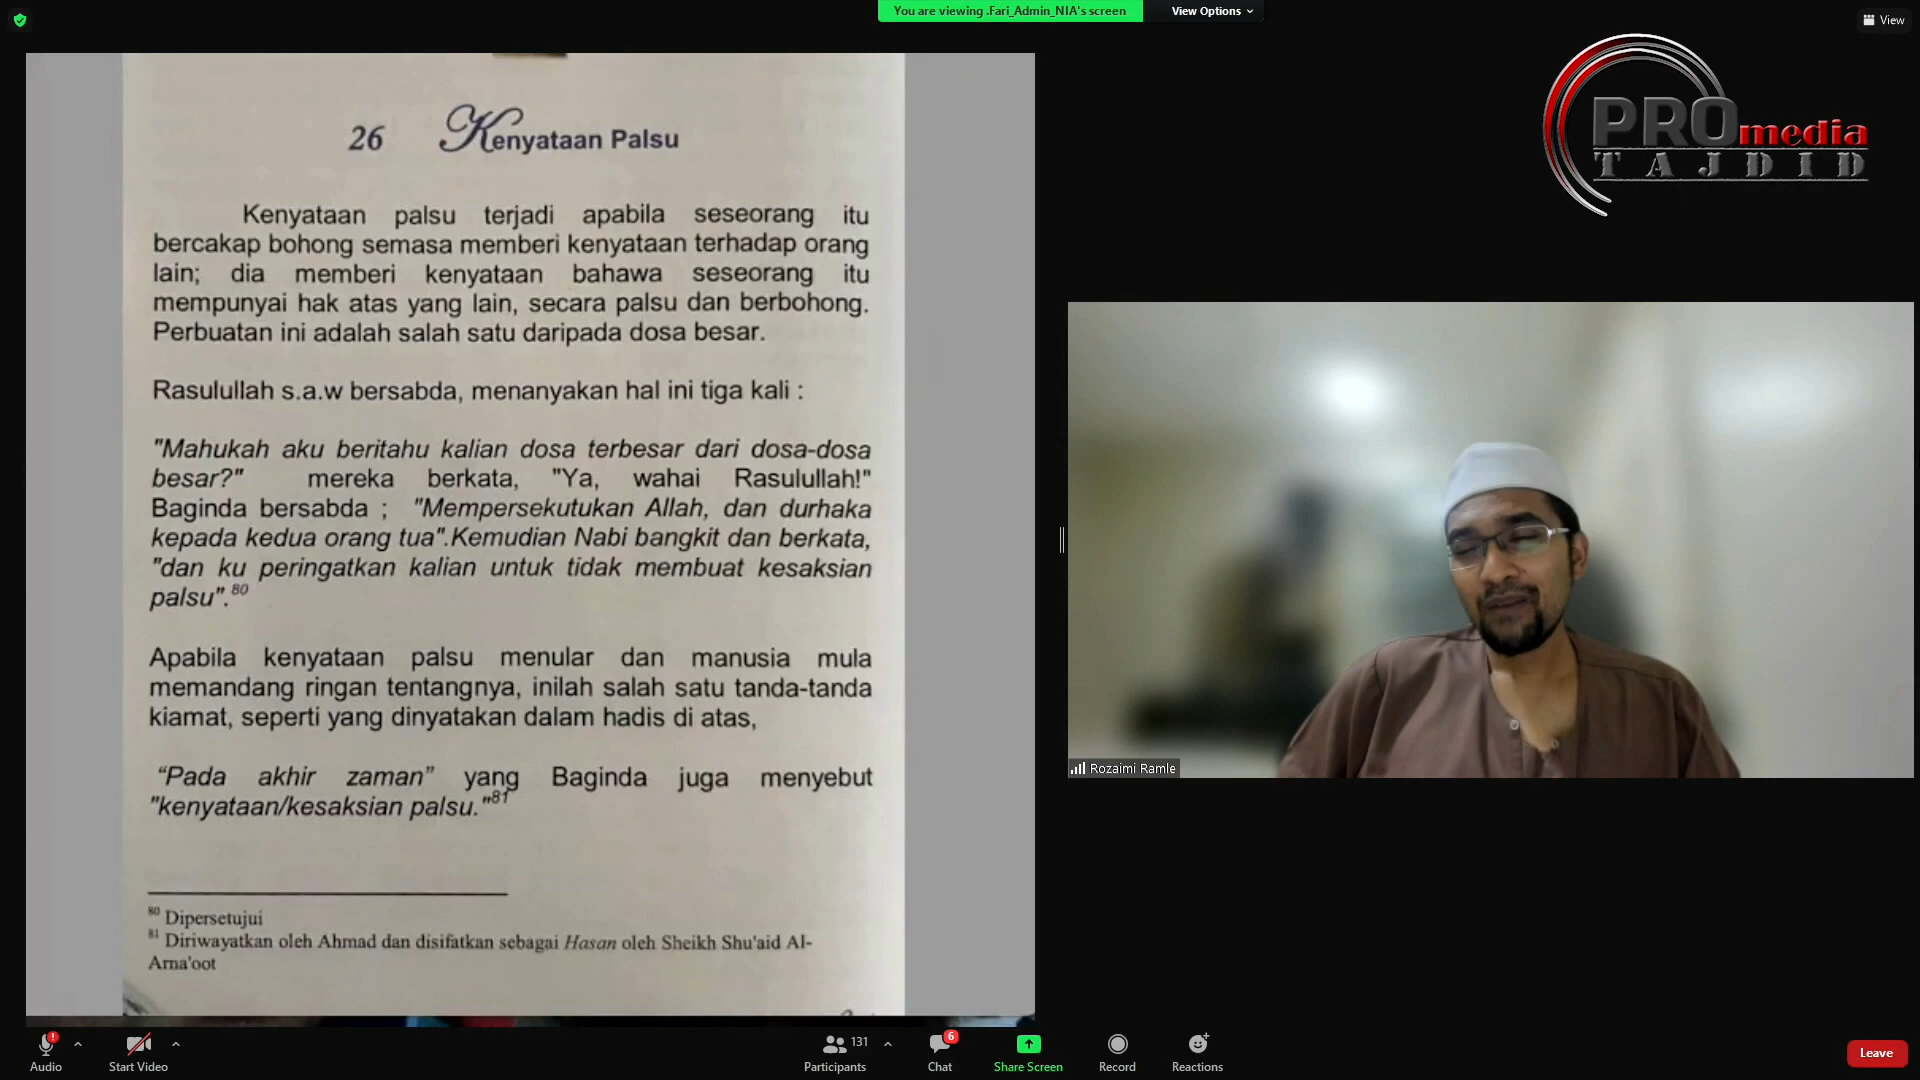 You are viewing .Fari_Admin_NIA's screen
View Options
View
PROmedia
TAJDID
26 Kenyataan Palsu
Kenyataan palsu terjadi apabila seseorang itu
bercakap bohong semasa memberi kenyataan terhadap orang
lain; dia memberi kenyataan bahawa seseorang itu
mempunyai hak atas yang lain, secara palsu dan berbohong.
Perbuatan ini adalah salah satu daripada dosa besar.
Rasulullah s.a.w bersabda, menanyakan hal ini tiga kali :
"Mahukah aku beritahu kalian dosa terbesar dari dosa-dosa
besar?" mereka berkata, "Ya, wahai Rasulullah!"
Baginda bersabda ; "Mempersekutukan Allah, dan durhaka
kepada kedua orang tua".Kemudian Nabi bangkit dan berkata,
"dan ku peringatkan kalian untuk tidak membuat kesaksian
palsu".80
Apabila kenyataan palsu menular dan manusia mula
memandang ringan tentangnya, inilah salah satu tanda-tanda
kiamat, seperti yang dinyatakan dalam hadis di atas,
“Pada akhir zaman” yang Baginda juga menyebut
"kenyataan/kesaksian palsu."81
80 Dipersetujui
81 Diriwayatkan oleh Ahmad dan disifatkan sebagai Hasan oleh Sheikh Shu'aid Al-
Arna'oot
Rozaimi Ramle
Audio
Start Video
Participants
131
Chat
6
Share Screen
Record
Reactions
Leave